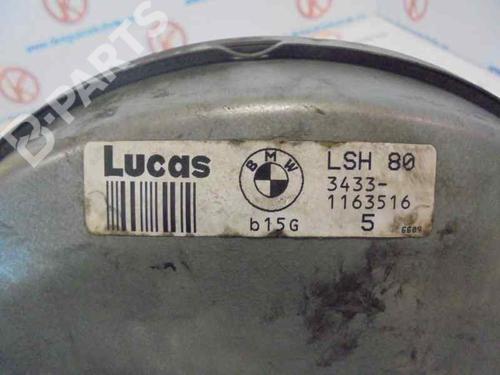 B-PARTS
Lucas
BMW
b15G
LSH 80
3433-
1163516
5
6609